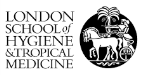 LONDON
SCHOOL of
HYGIENE
& TROPICAL
MEDICINE